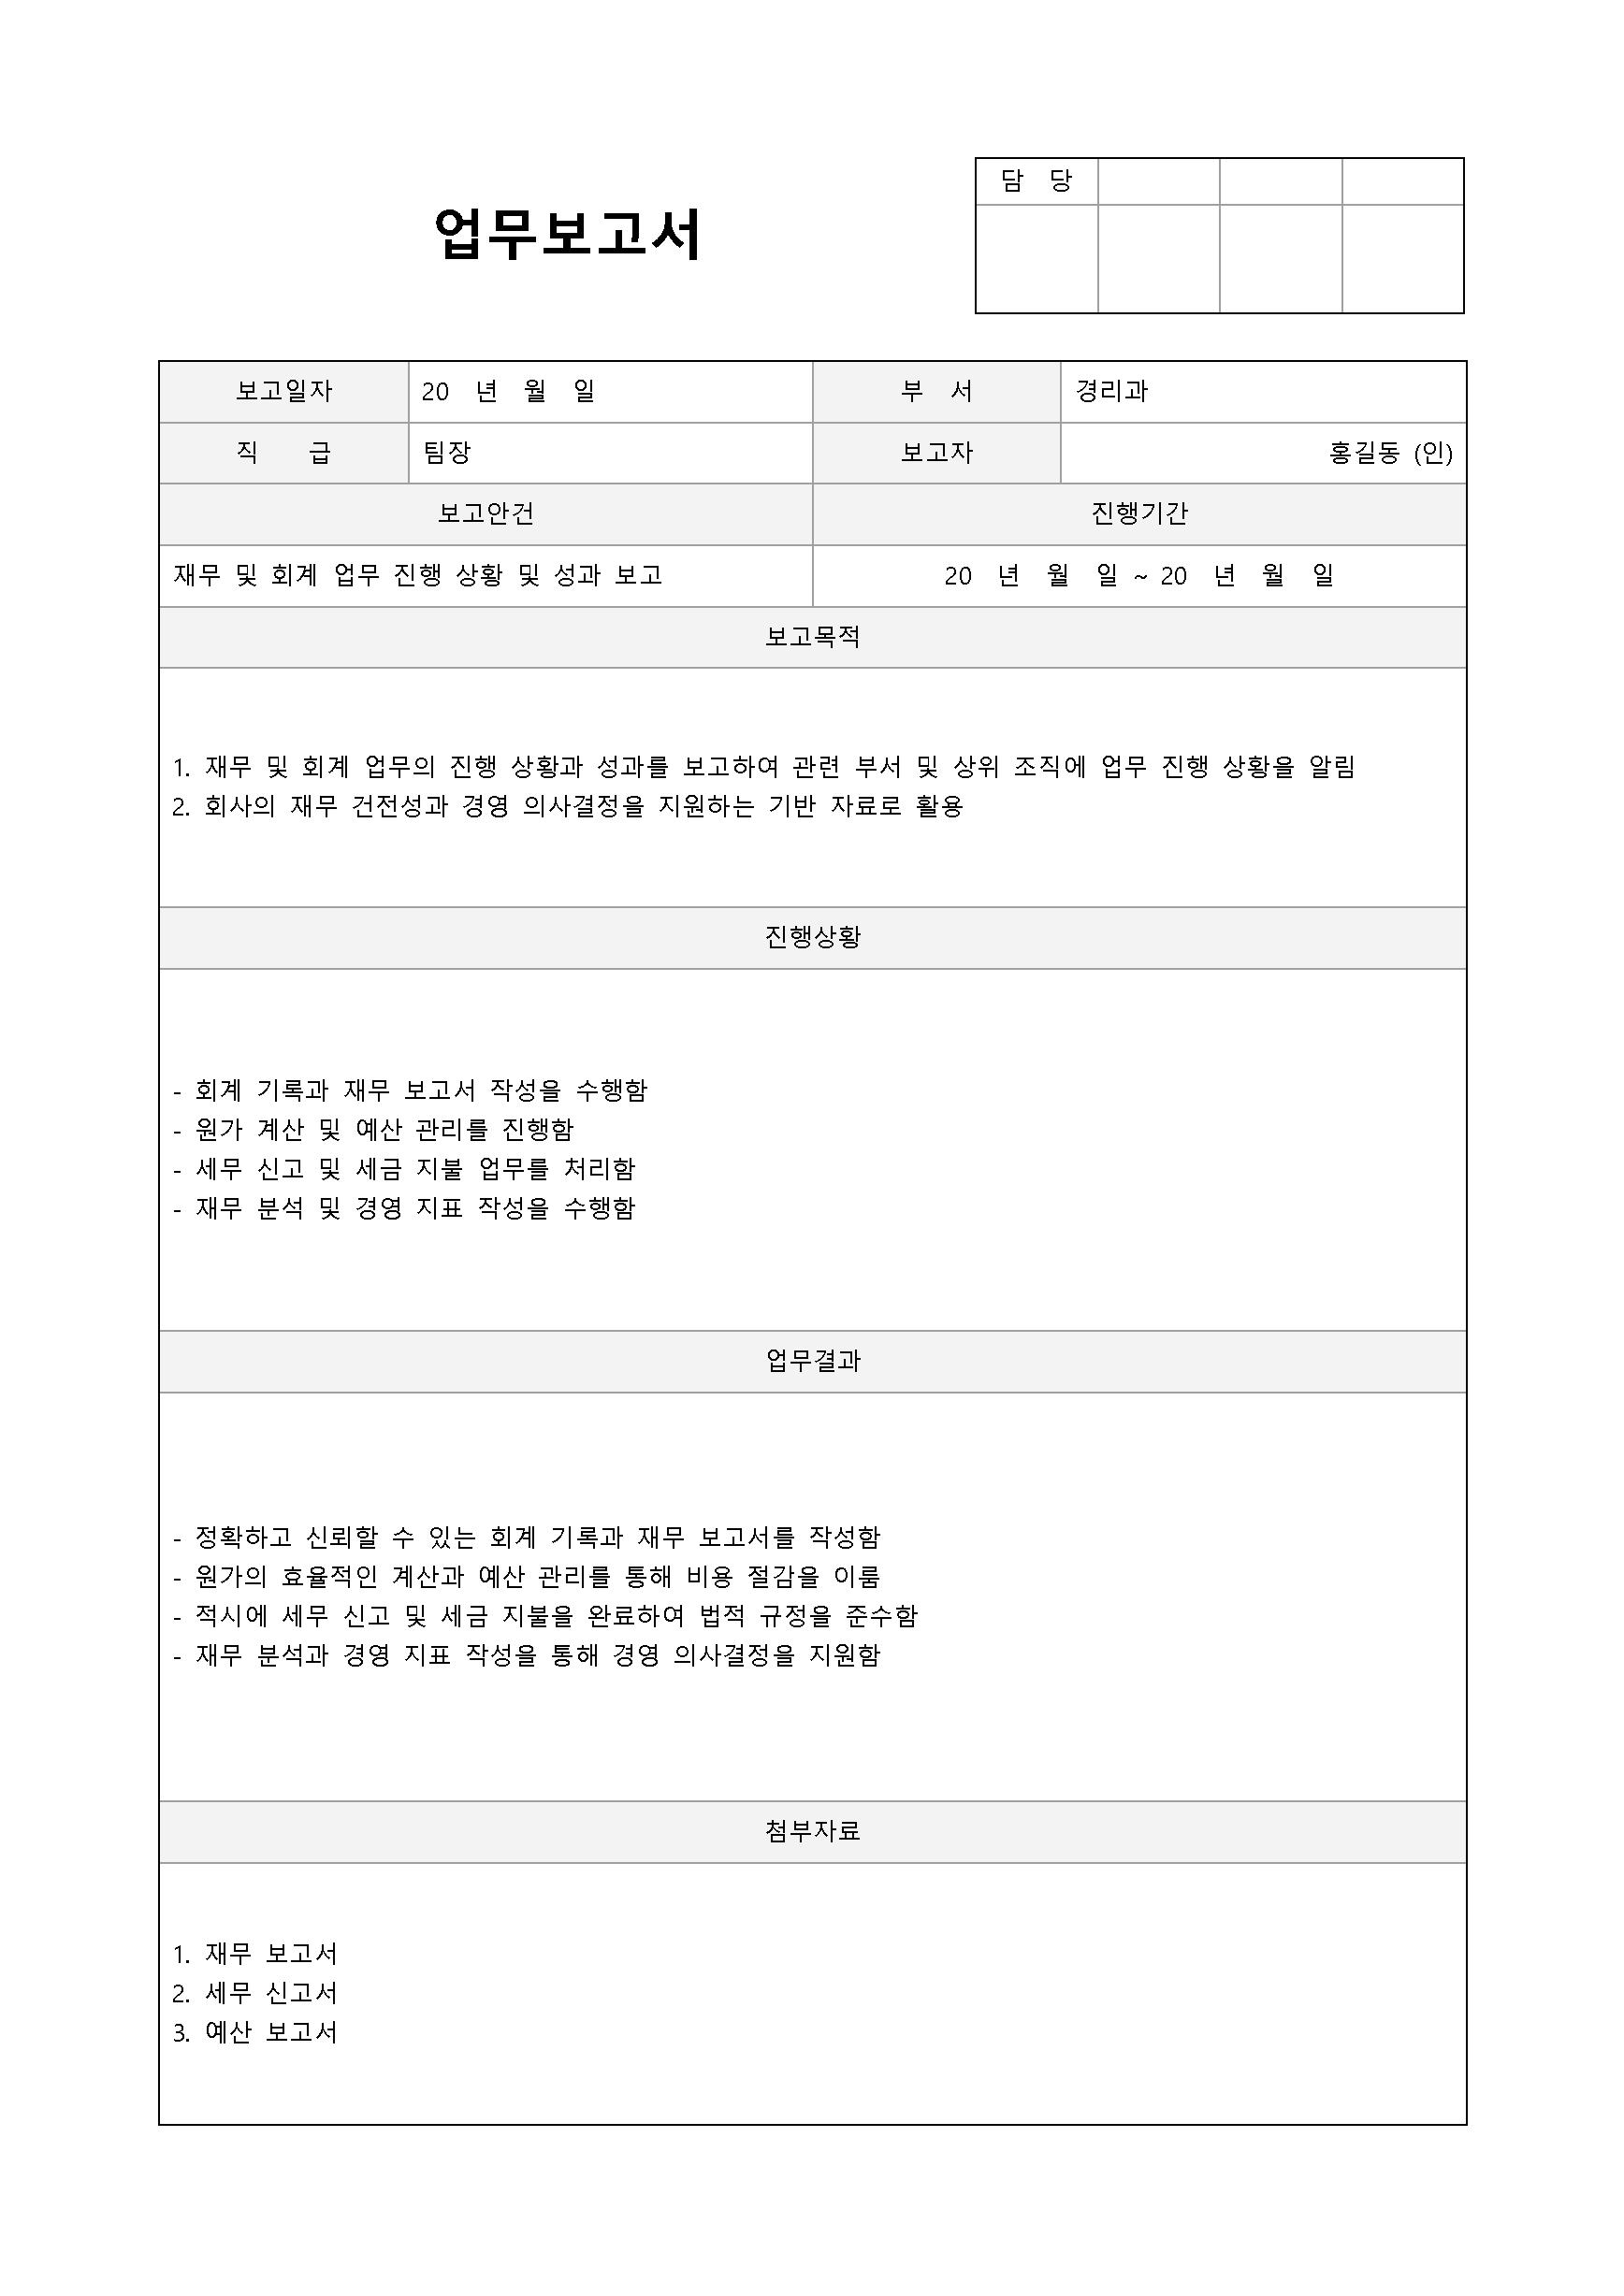 담 당
업무보고서
보고일자 20 년 월 일 부 서 경리과
직 급 팀장 보고자 홍길동 (인)
보고안건 진행기간
재무 및 회계 업무 진행 상황 및 성과 보고 20 년 월 일 ~ 20 년 월 일
보고목적
1. 재무 및 회계 업무의 진행 상황과 성과를 보고하여 관련 부서 및 상위 조직에 업무 진행 상황을 알림
2. 회사의 재무 건전성과 경영 의사결정을 지원하는 기반 자료로 활용
진행상황
- 회계 기록과 재무 보고서 작성을 수행함
- 원가 계산 및 예산 관리를 진행함
- 세무 신고 및 세금 지불 업무를 처리함
- 재무 분석 및 경영 지표 작성을 수행함
업무결과
- 정확하고 신뢰할 수 있는 회계 기록과 재무 보고서를 작성함
- 원가의 효율적인 계산과 예산 관리를 통해 비용 절감을 이룸
- 적시에 세무 신고 및 세금 지불을 완료하여 법적 규정을 준수함
- 재무 분석과 경영 지표 작성을 통해 경영 의사결정을 지원함
첨부자료
1. 재무 보고서
2. 세무 신고서
3. 예산 보고서